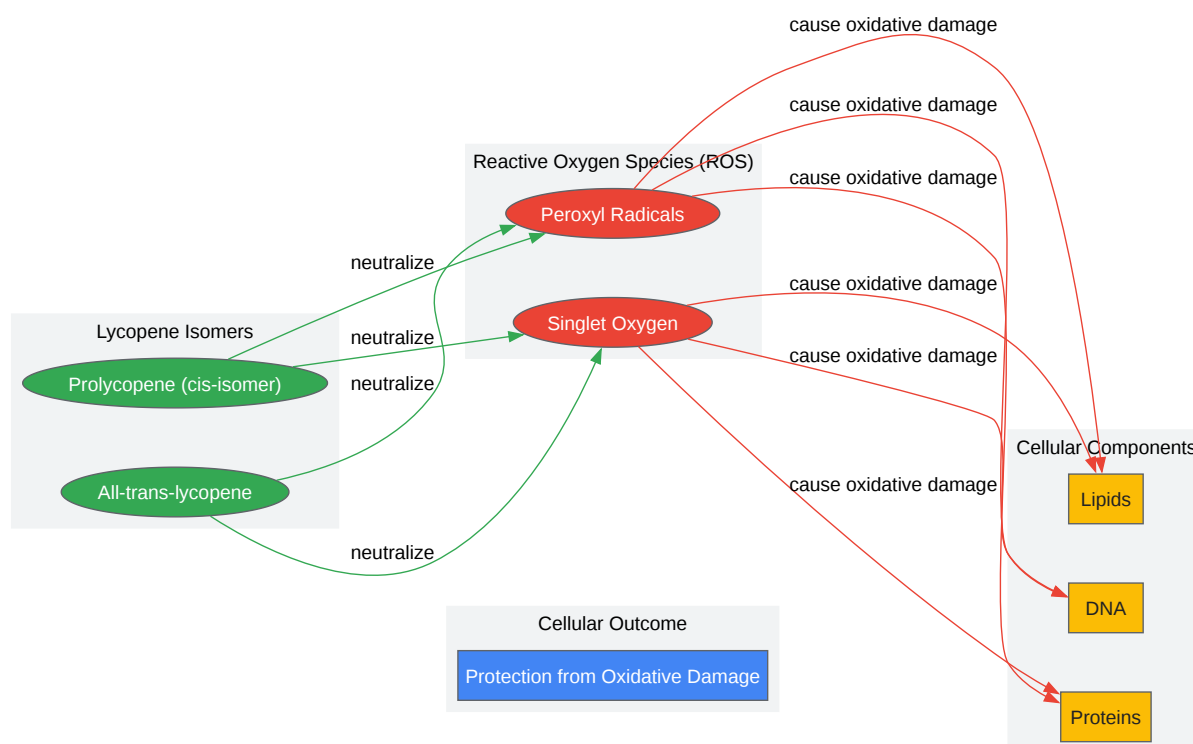 cause oxidative damage
cause oxidative damage
Reactive Oxygen Species (ROS)
cause oxidative damage
Peroxyl Radicals
neutralize
cause oxidative damage
Lycopene Isomers
Singlet Oxygen
neutralize
cause oxidative damage
Prolycopene (cis-isomer)
neutralize
Cellular Components
cause oxidative damage
All-trans-lycopene
Lipids
neutralize
DNA
Cellular Outcome
Protection from Oxidative Damage
Proteins